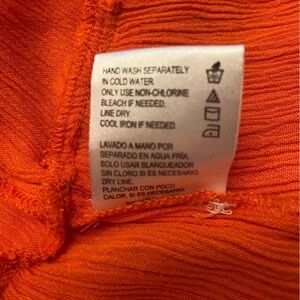 HAND WASH SEPARATELY
IN COLD WATER.
ONLY USE NON-CHLORINE
BLEACH IF NEEDED.
LINE DRY.
COOL IRON IF NEEDED.
LAVADO A MANO POR
SEPARADO EN AGUA FRÍA.
SOLO USAR BLANQUEADOR
SIN CLORO SI ES NECESARIO.
DRY LINE.
PLANCHAR CON POCO
CALOR, SI ES NECESARIO.